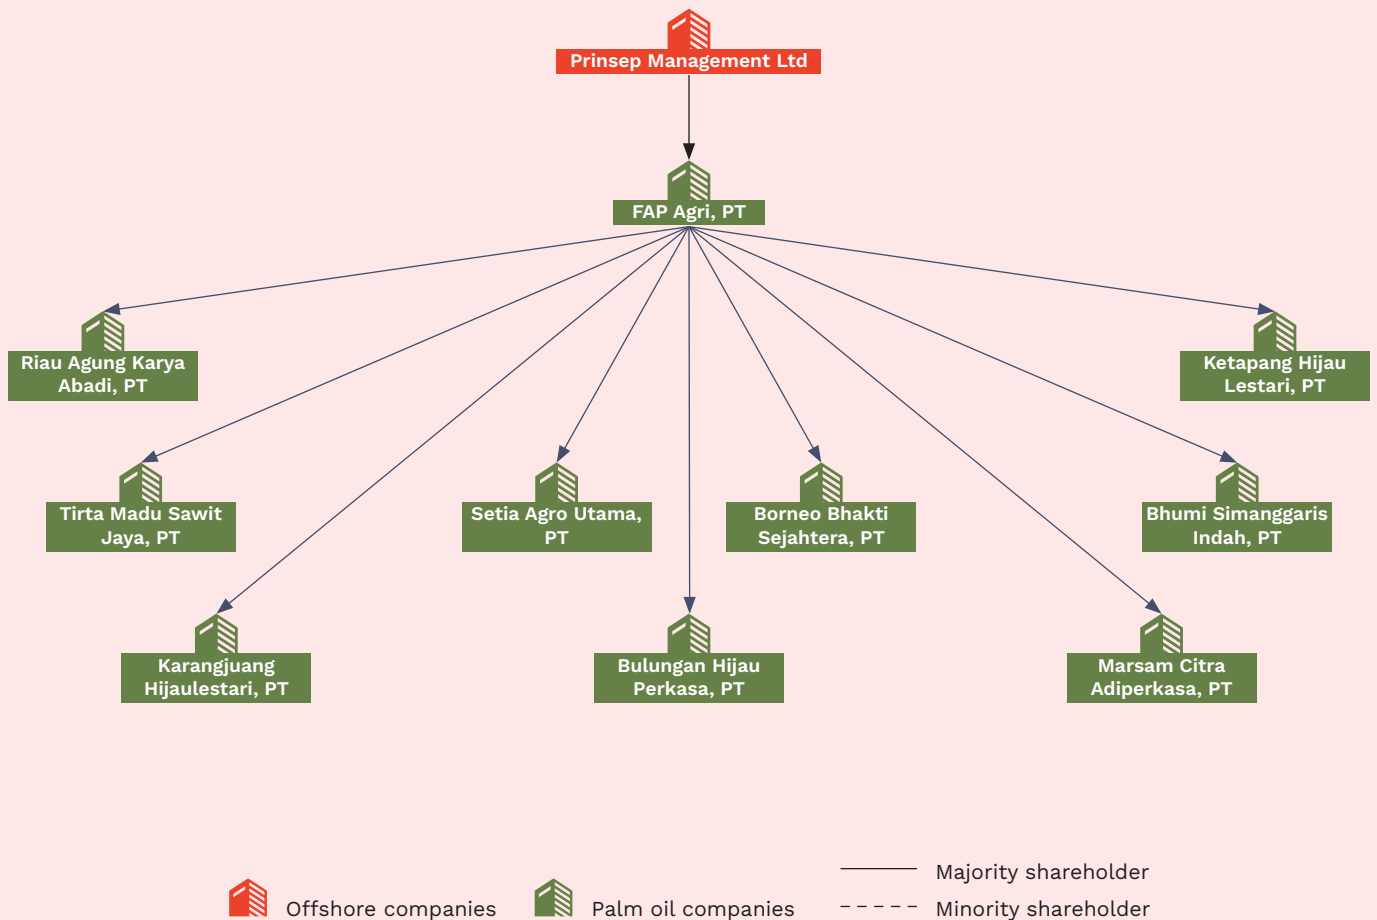 Prinsep Management Ltd
FAP Agri, PT
Riau Agung Karya
Abadi, PT
Ketapang Hijau
Lestari, PT
Tirta Madu Sawit
Jaya, PT
Setia Agro Utama,
PT
Borneo Bhakti
Sejahtera, PT
Bhumi Simanggaris
Indah, PT
Karangjuang
Hijaulestari, PT
Bulungan Hijau
Perkasa, PT
Marsam Citra
Adiperkasa, PT
Offshore companies
Palm oil companies
Majority shareholder
Minority shareholder